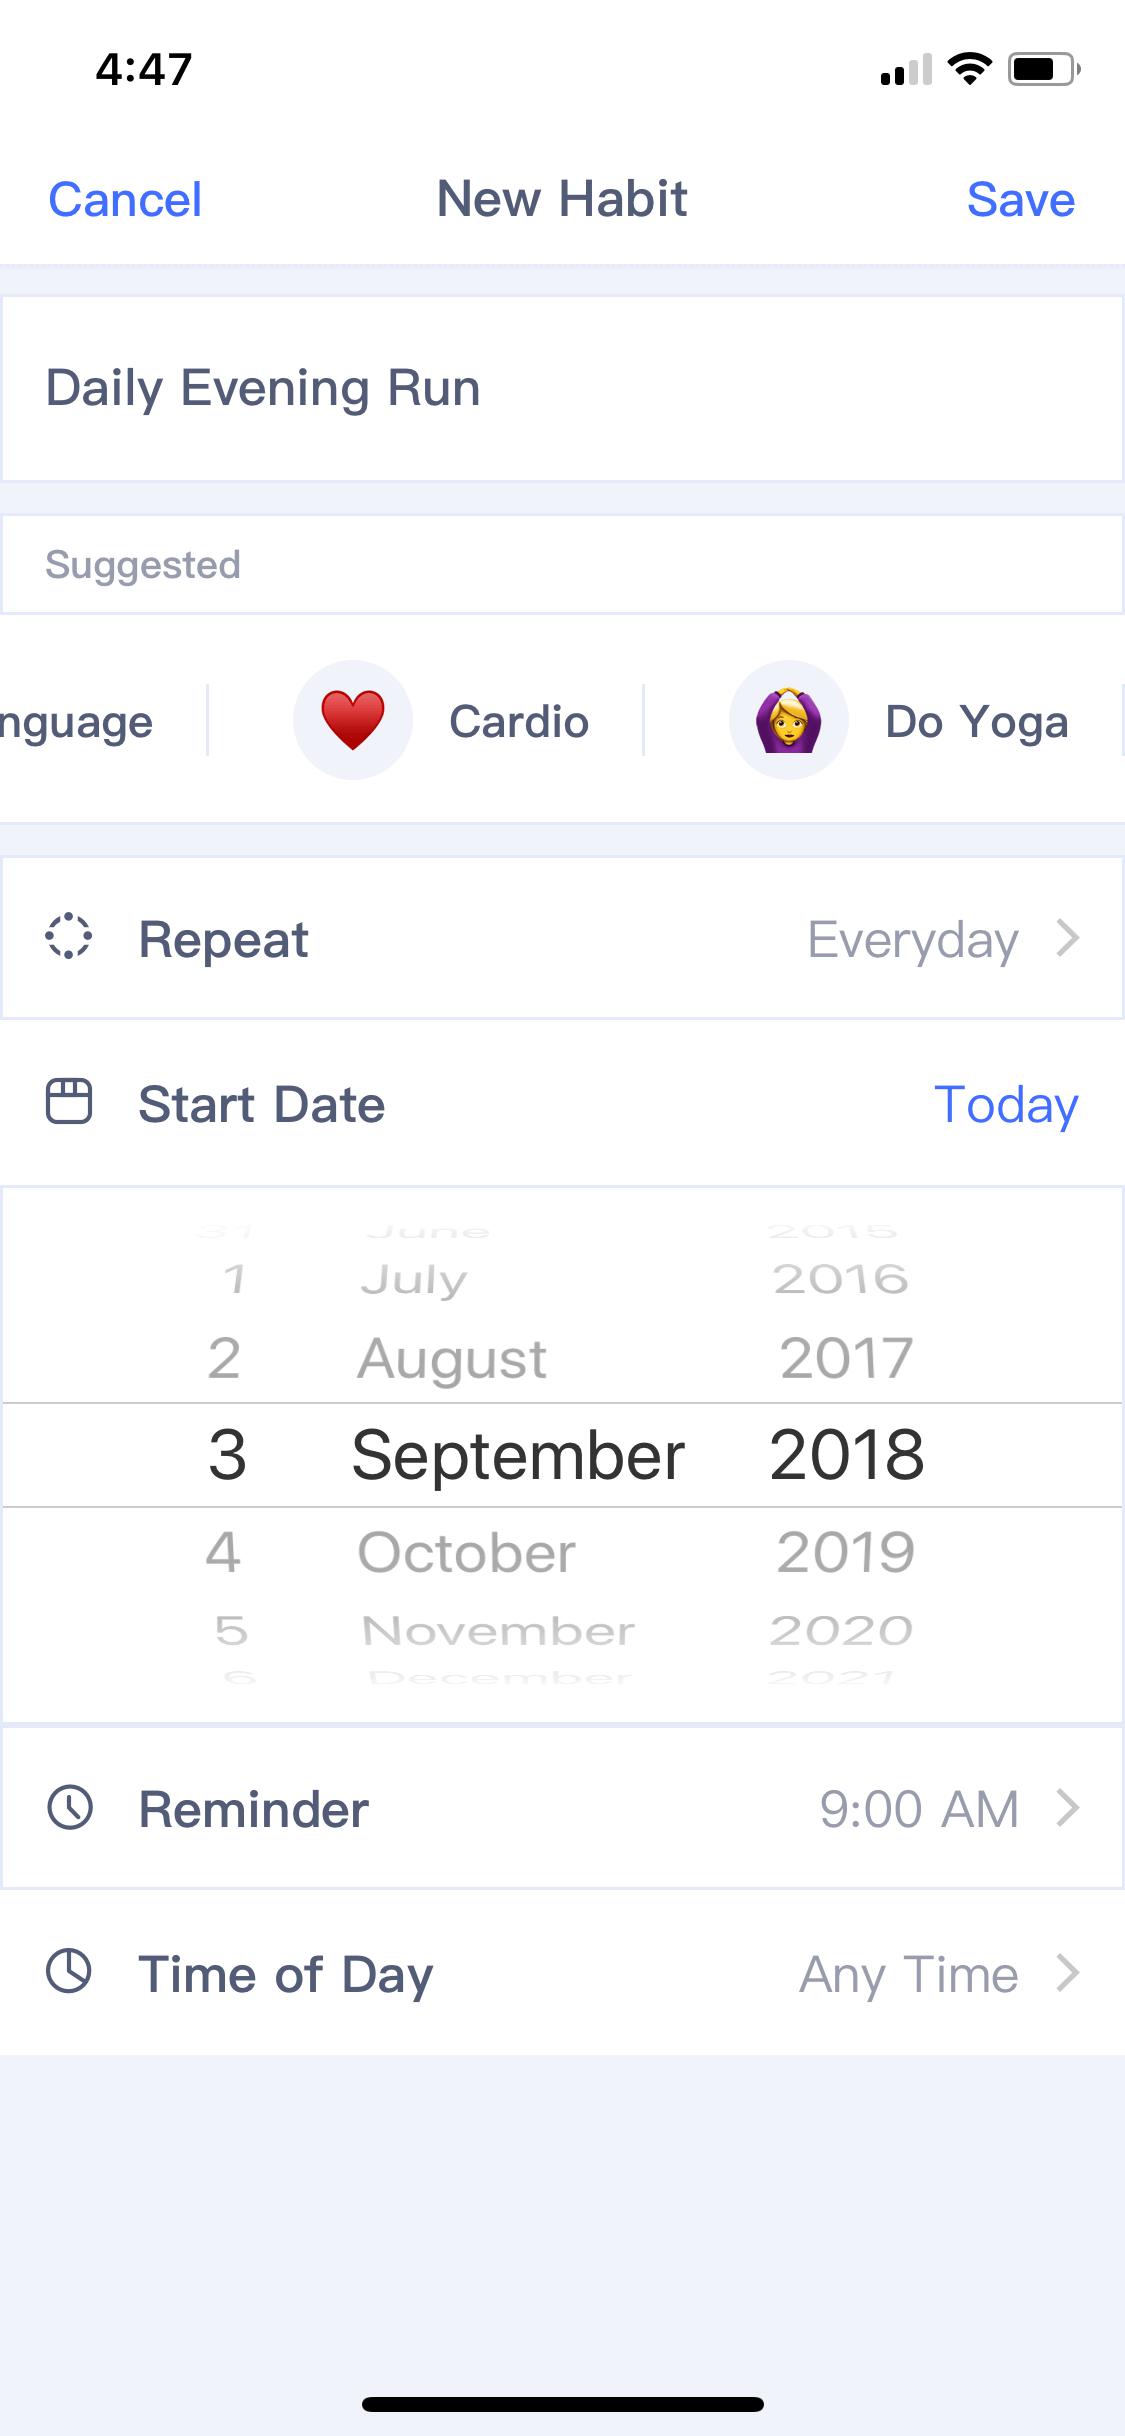 4:47
Cancel New Habit Save
Daily Evening Run
Suggested
nguage Cardio Do Yoga
Repeat Everyday
Start Date Today
31 June 2015
1 July 2016
2 August 2017
3 September 2018
4 October 2019
5 November 2020
6 December 2021
Reminder 9:00 AM
Time of Day Any Time